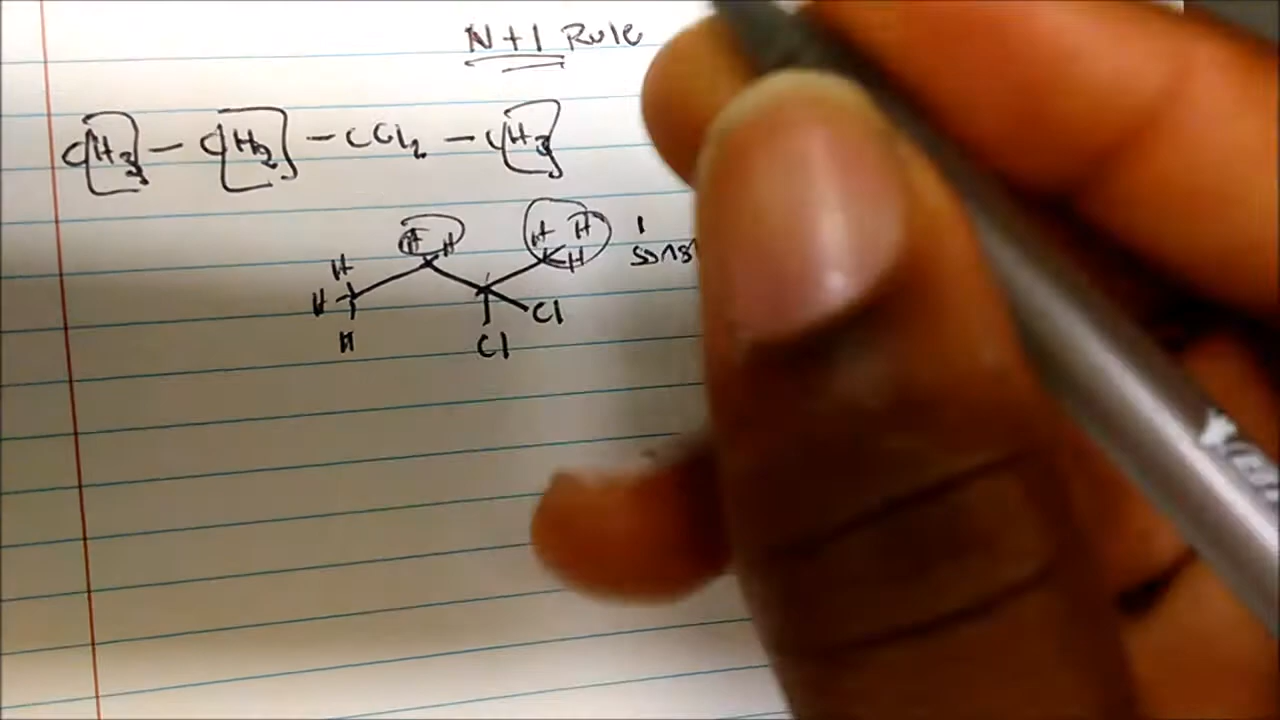 N+1 Rule
CH3 - CH2 - CCl2 - CH3
H H H H 1
H H
H Cl
H Cl